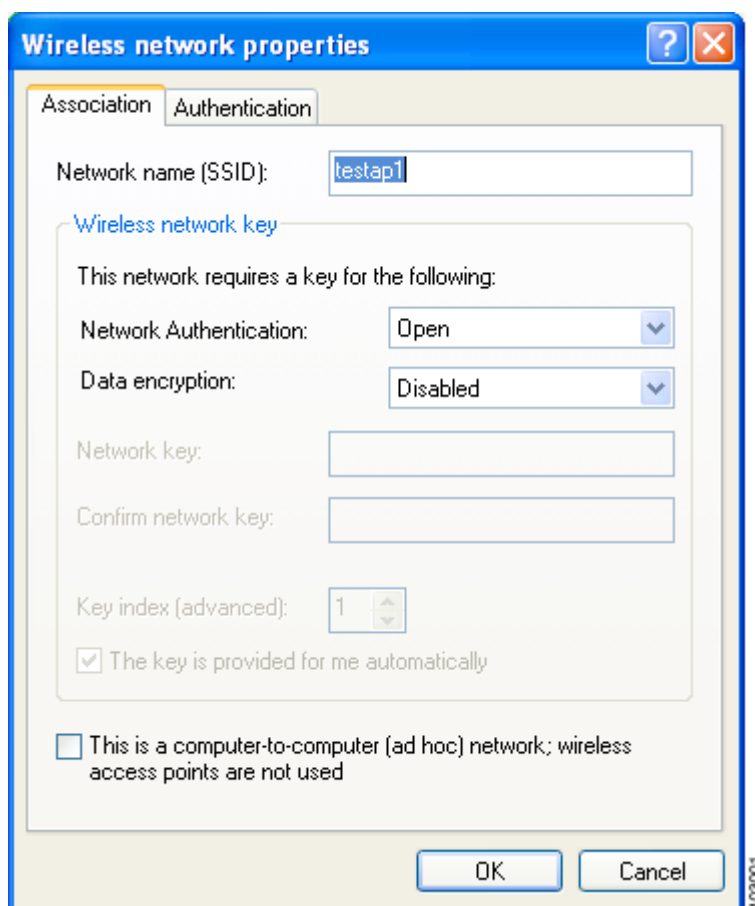 Wireless network properties
Association
Authentication
Network name (SSID):
testap1
Wireless network key
This network requires a key for the following:
Network Authentication:
Open
Data encryption:
Disabled
Network key:
Confirm network key:
Key index (advanced):
1
The key is provided for me automatically
This is a computer-to-computer (ad hoc) network; wireless
access points are not used
OK
Cancel